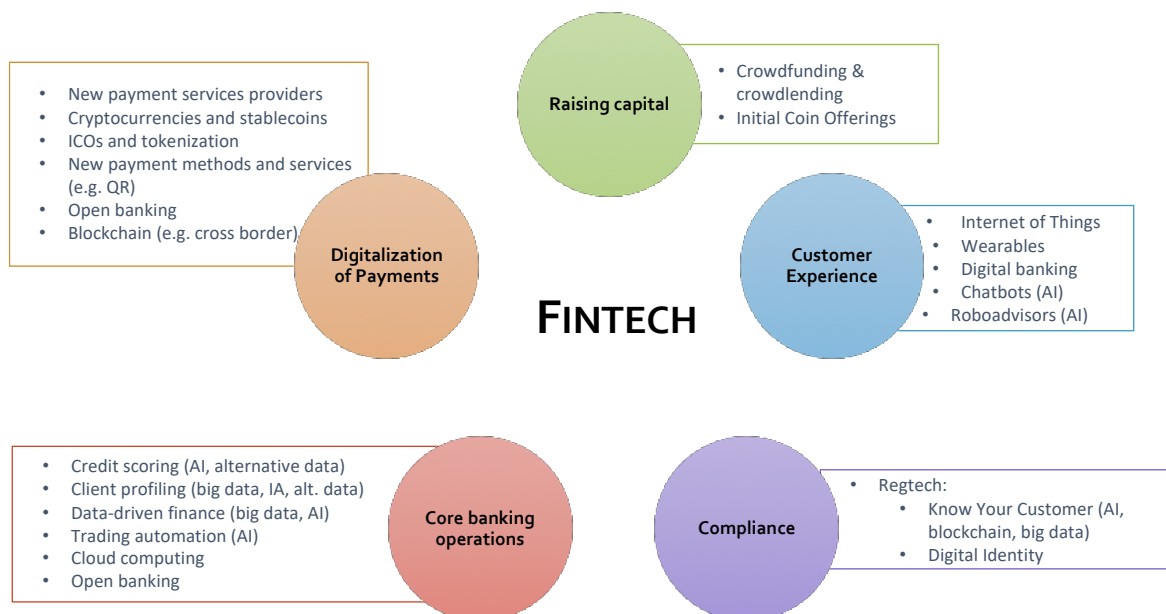 Raising capital
• Crowdfunding &
crowdlending
• Initial Coin Offerings
• New payment services providers
• Cryptocurrencies and stablecoins
• ICOs and tokenization
• New payment methods and services
(e.g. QR)
• Open banking
• Blockchain (e.g. cross border)
Digitalization
of Payments
Customer
Experience
• Internet of Things
• Wearables
• Digital banking
• Chatbots (AI)
• Roboadvisors (AI)
FINTECH
• Credit scoring (AI, alternative data)
• Client profiling (big data, IA, alt. data)
• Data-driven finance (big data, AI)
• Trading automation (AI)
• Cloud computing
• Open banking
Core banking
operations
Compliance
• Regtech:
• Know Your Customer (AI,
blockchain, big data)
• Digital Identity